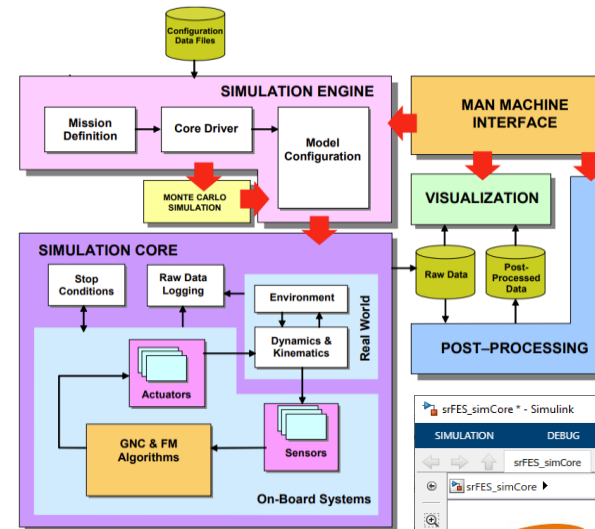 Configuration
Data Files
SIMULATION ENGINE
Mission
Definition
Core Driver
Model
Configuration
MONTE CARLO
SIMULATION
MAN MACHINE
INTERFACE
VISUALIZATION
Raw Data
Post-
Processed
Data
POST–PROCESSING
SIMULATION CORE
Stop
Conditions
Raw Data
Logging
Environment
Dynamics &
Kinematics
Real World
Actuators
GNC & FM
Algorithms
Sensors
On-Board Systems
srFES_simCore * - Simulink
SIMULATION
DEBUG
srFES_simCore
srFES_simCore